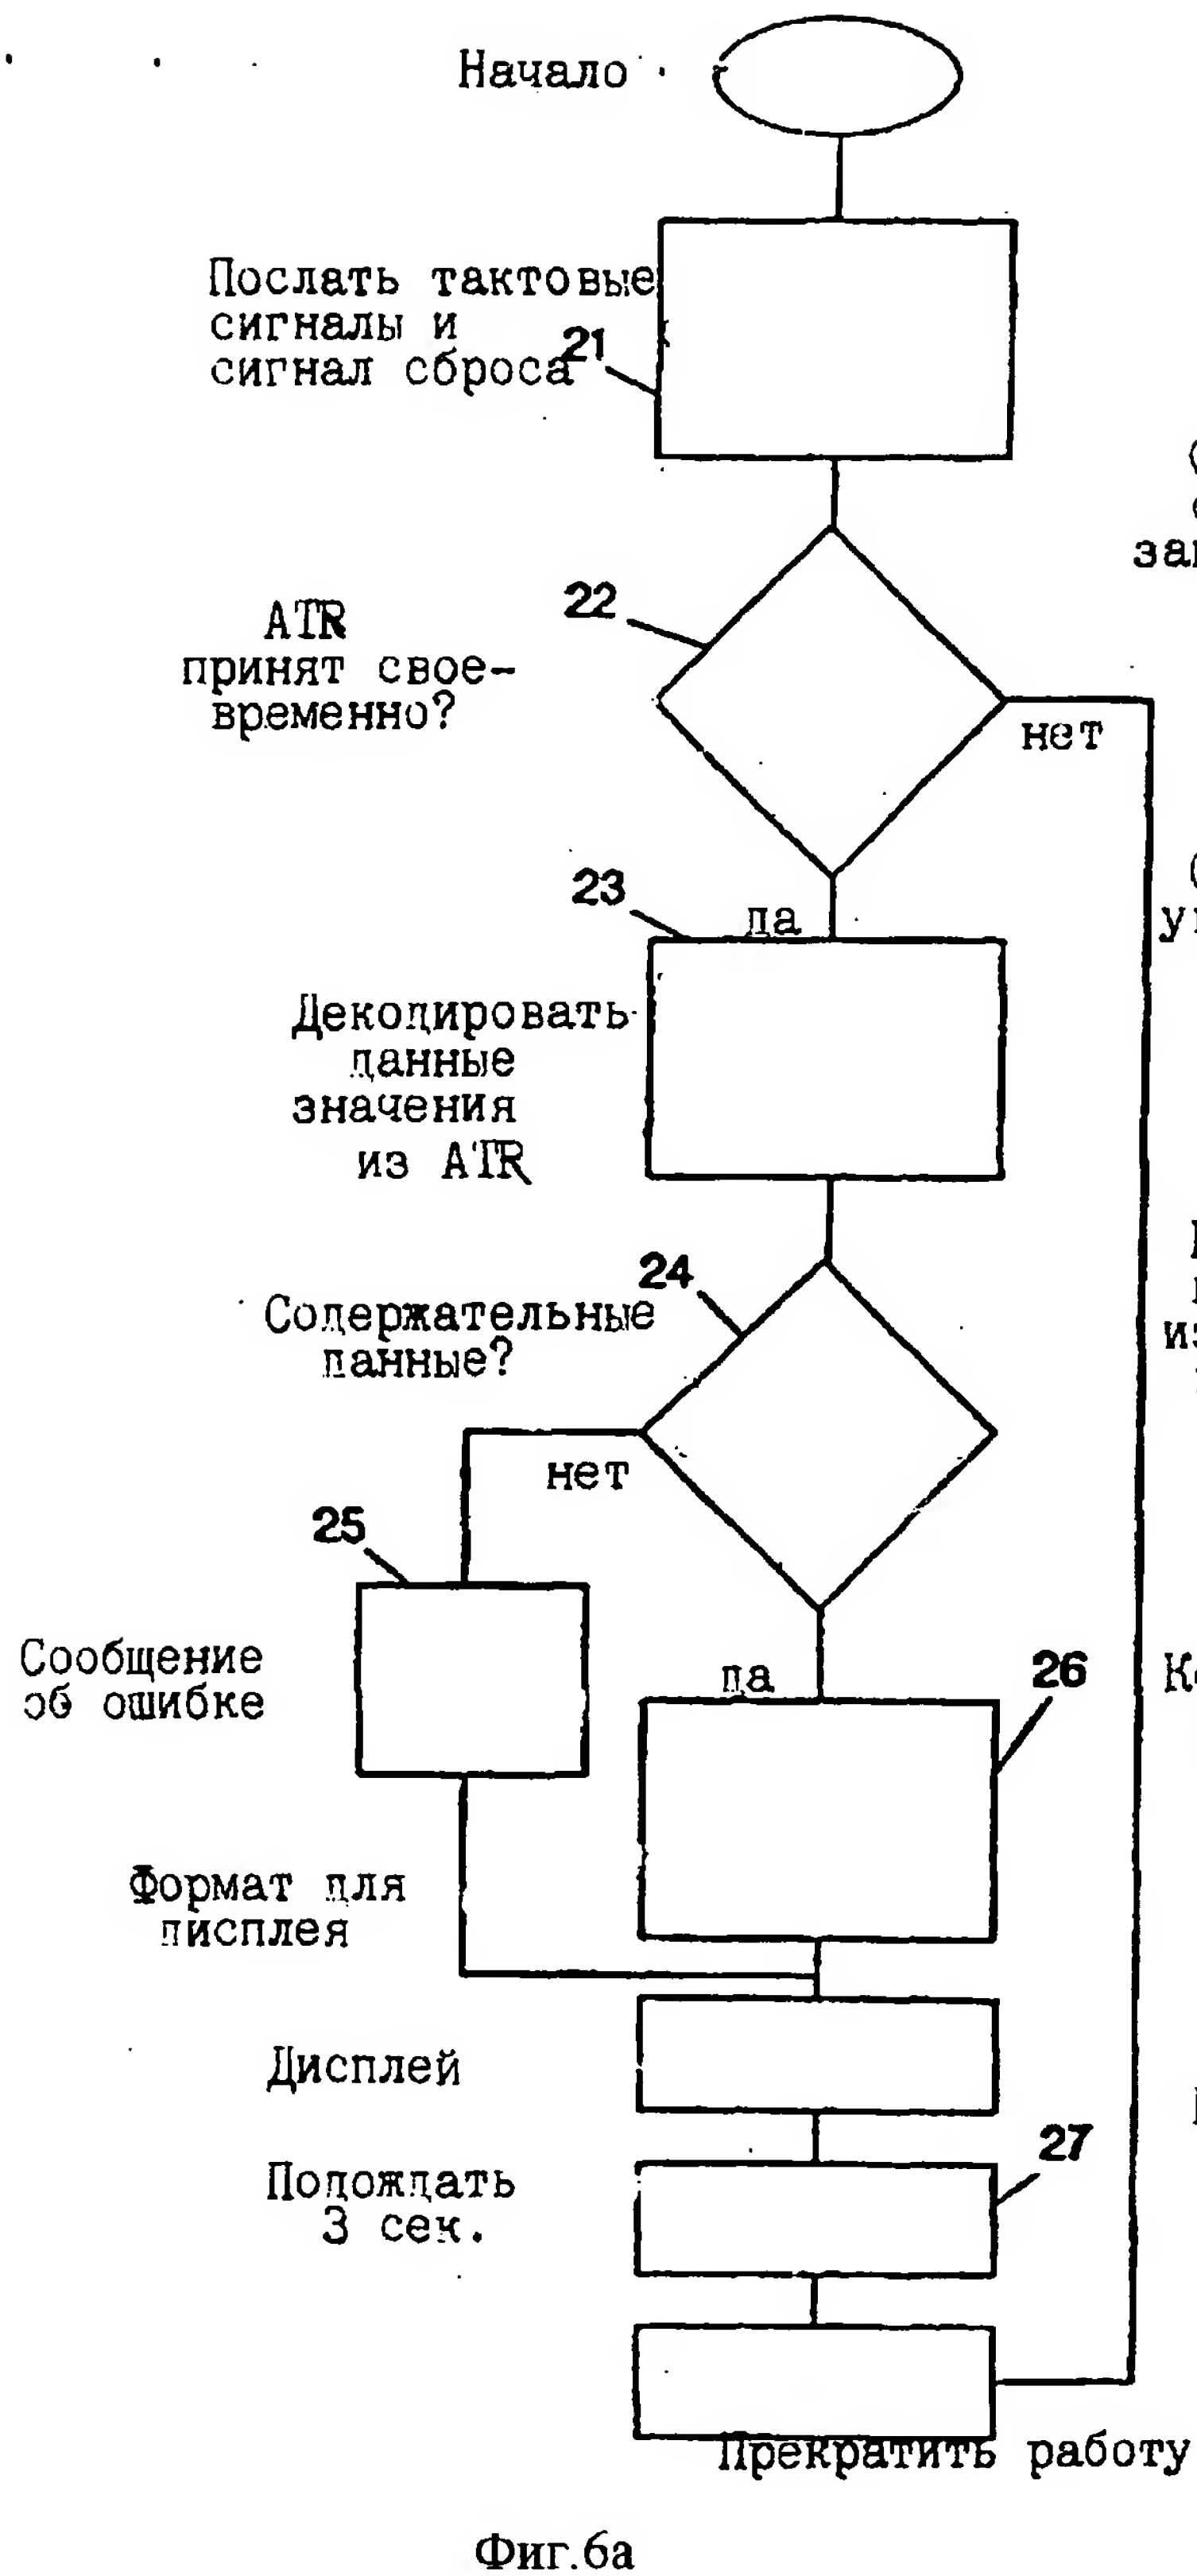 Начало
Послать тактовые
сигналы и
сигнал сброса
21
22
ATR
принят свое-
временно?
нет
23
да
Декодировать
данные
значения
из ATR
24
Содержательные
данные?
нет
25
Сообщение
об ошибке
да
26
Формат для
дисплея
Дисплей
27
Подождать
3 сек.
Прекратить работу
Фиг.6а